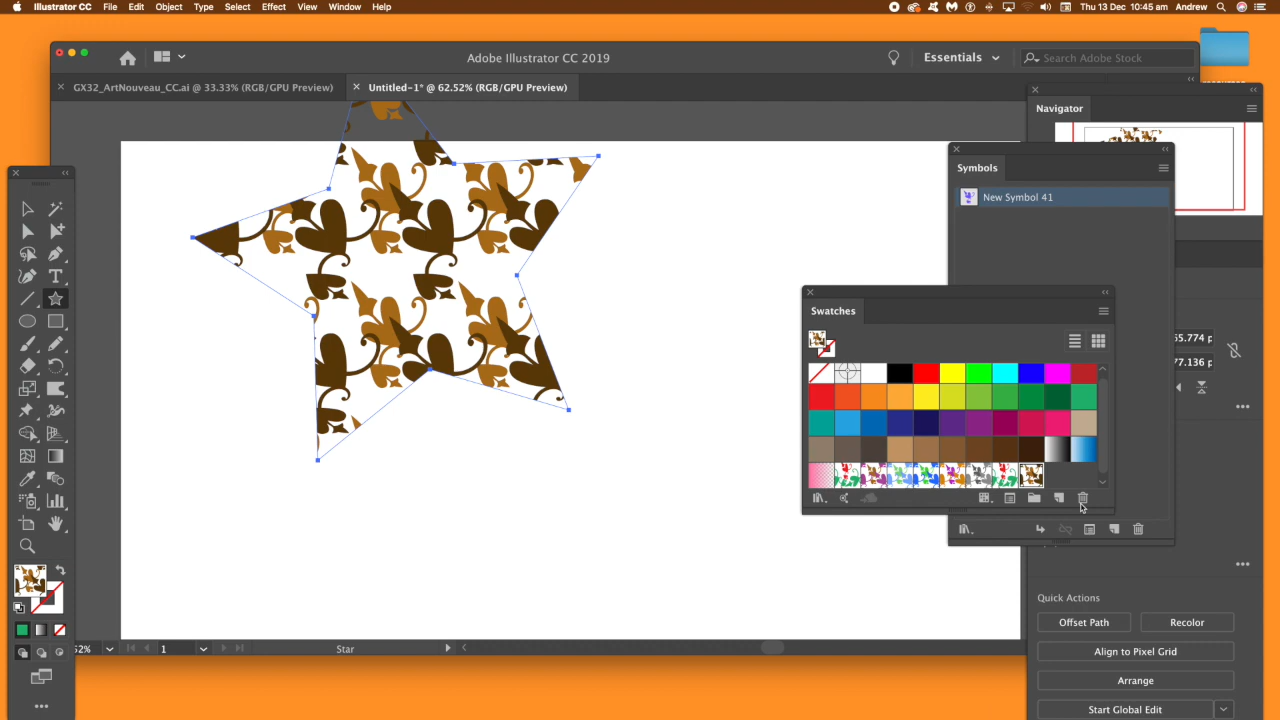 Illustrator CC File Edit Object Type Select Effect View Window Help
Thu 13 Dec 10:45 am Andrew
Adobe Illustrator CC 2019
Essentials
Search Adobe Stock
GX32_ArtNouveau_CC.ai @ 33.33% (RGB/GPU Preview)
Untitled-1* @ 62.52% (RGB/GPU Preview)
Navigator
Symbols
New Symbol 41
Swatches
55.774 p
77.136 p
Quick Actions
Offset Path
Recolor
Align to Pixel Grid
Arrange
Start Global Edit
52%
1
Star